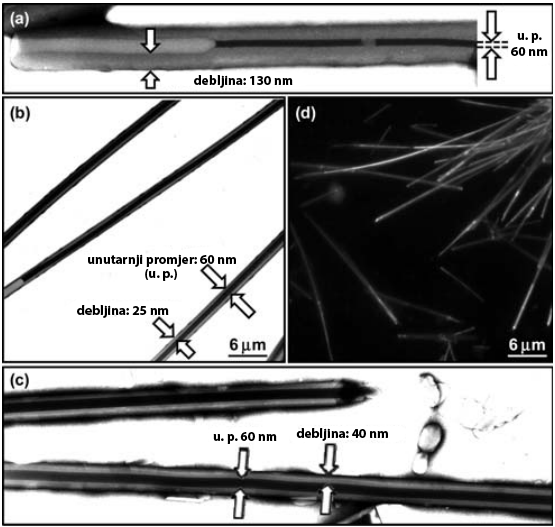 (a)
u. p.
60 nm
debljina: 130 nm
(b)
unutarnji promjer: 60 nm
(u. p.)
debljina: 25 nm
6 µm
(d)
6 µm
(c)
u. p. 60 nm
debljina: 40 nm